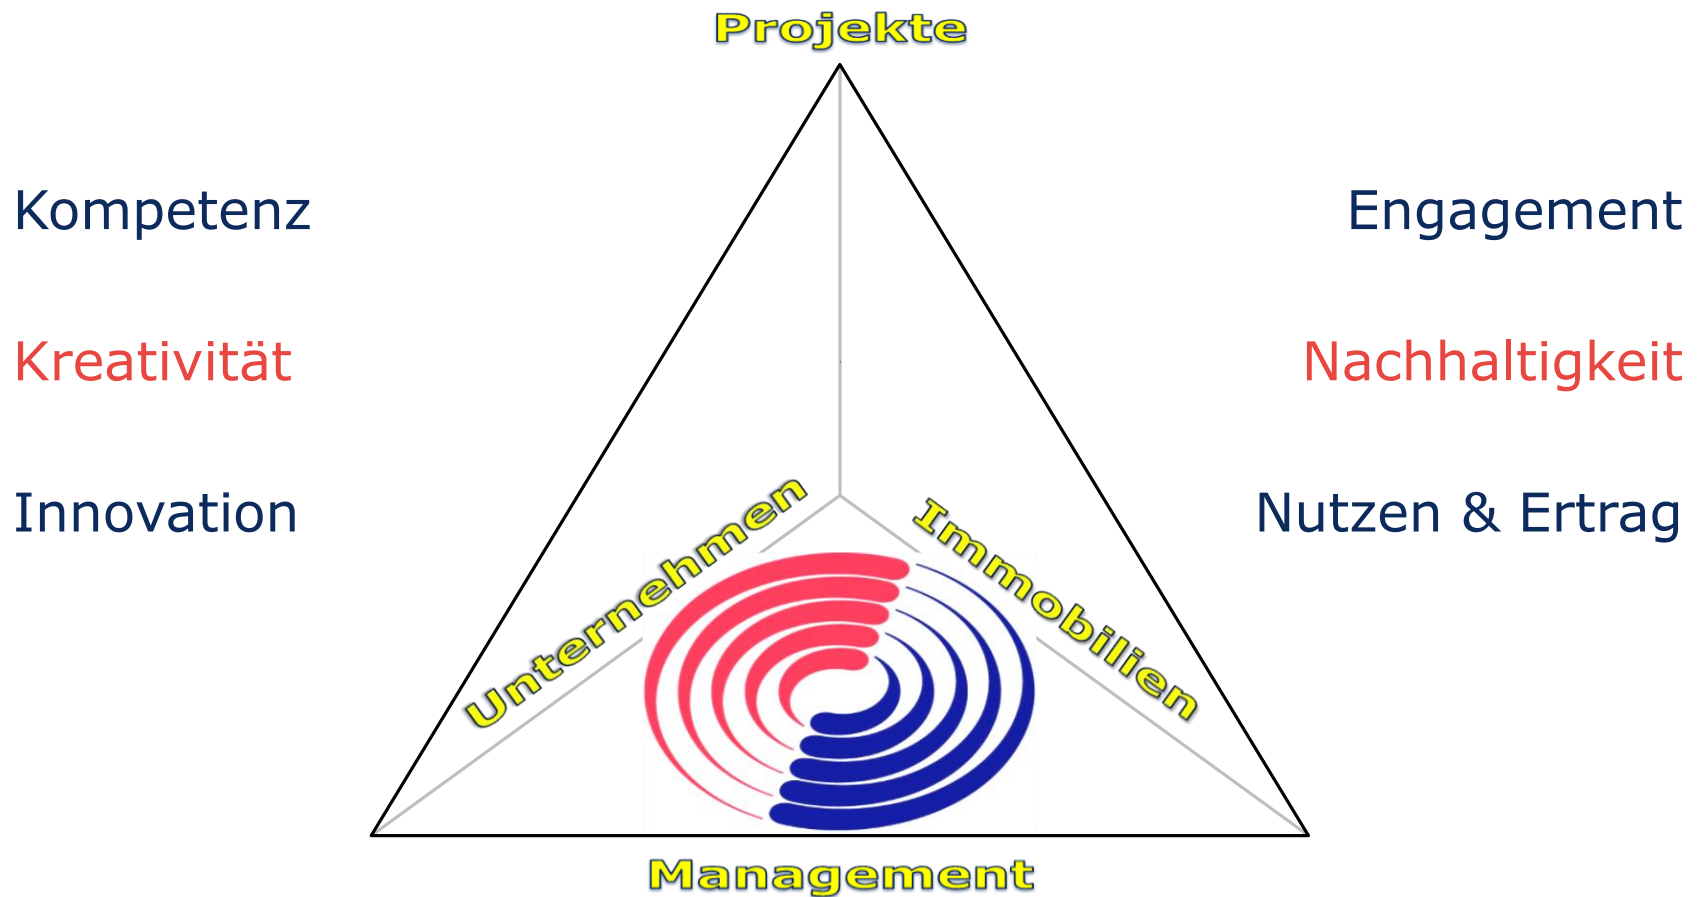 Projekte
Kompetenz
Engagement
Kreativität
Nachhaltigkeit
Innovation
Nutzen & Ertrag
Unternehmen
Immobilien
Management